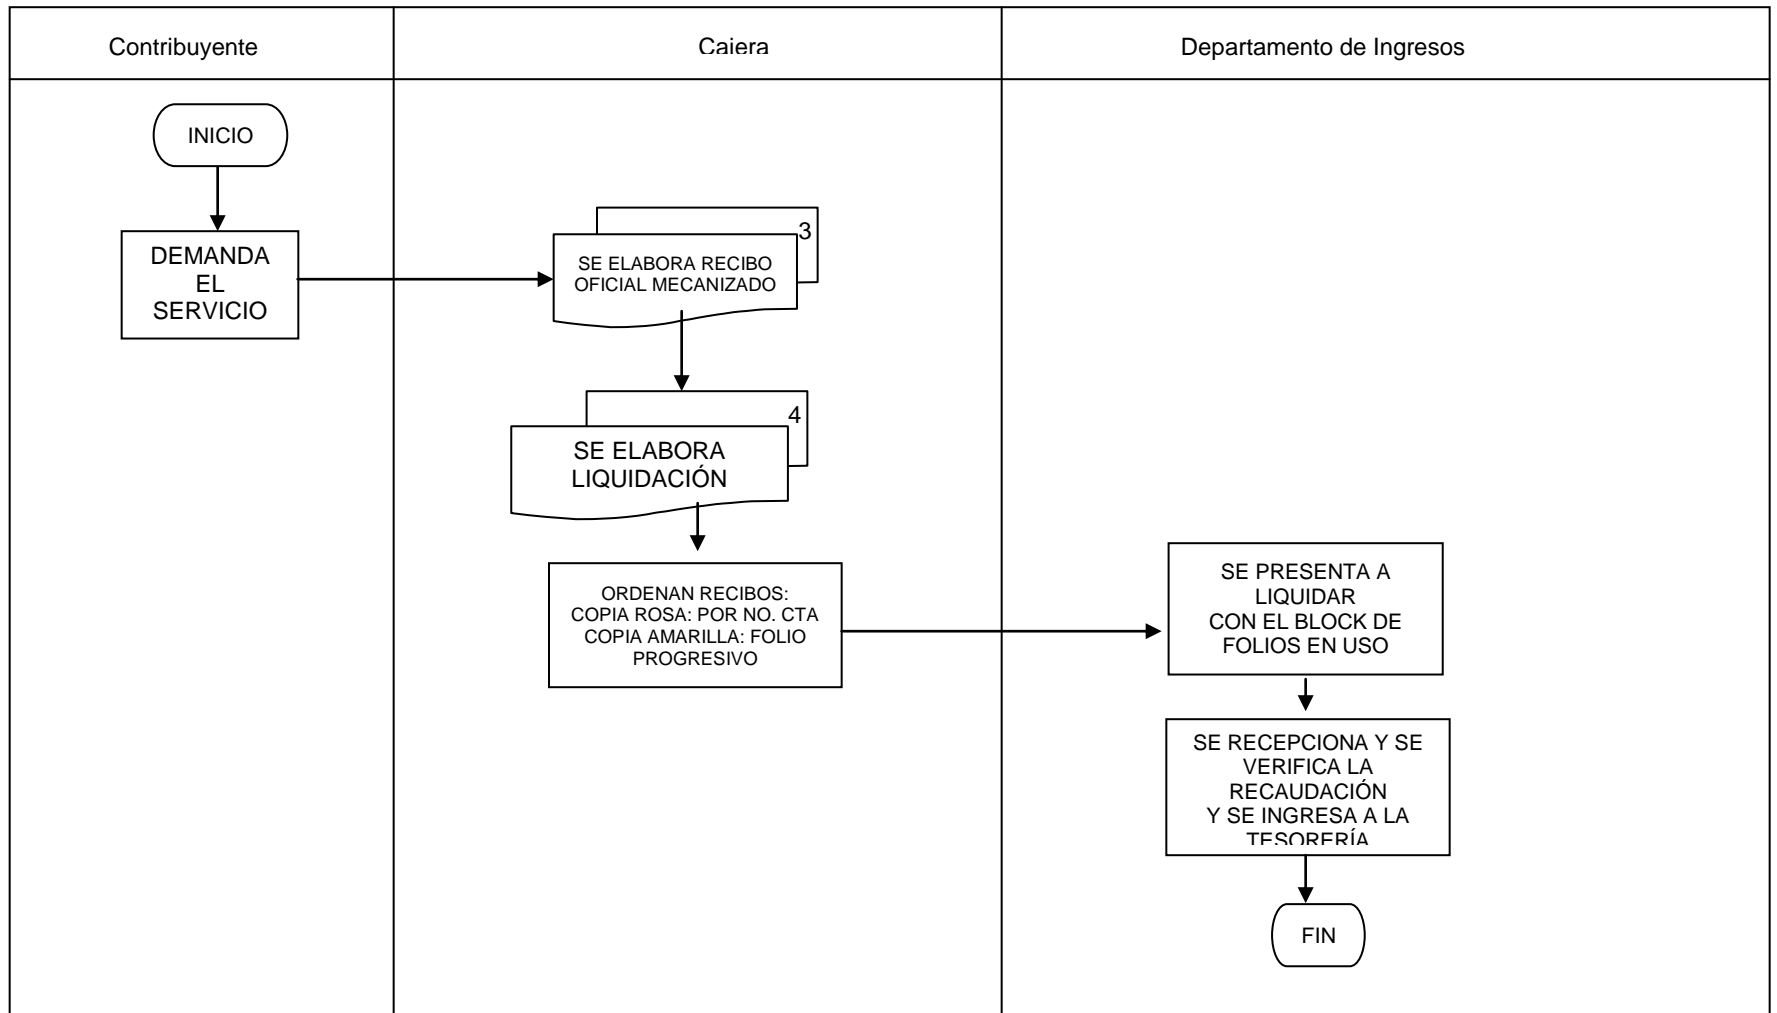 Contribuyente
Cajera
Departamento de Ingresos
INICIO
DEMANDA
EL
SERVICIO
3
SE ELABORA RECIBO
OFICIAL MECANIZADO
4
SE ELABORA
LIQUIDACIÓN
ORDENAN RECIBOS:
COPIA ROSA: POR NO. CTA
COPIA AMARILLA: FOLIO
PROGRESIVO
SE PRESENTA A
LIQUIDAR
CON EL BLOCK DE
FOLIOS EN USO
SE RECEPCIONA Y SE
VERIFICA LA
RECAUDACIÓN
Y SE INGRESA A LA
TESORERÍA
FIN